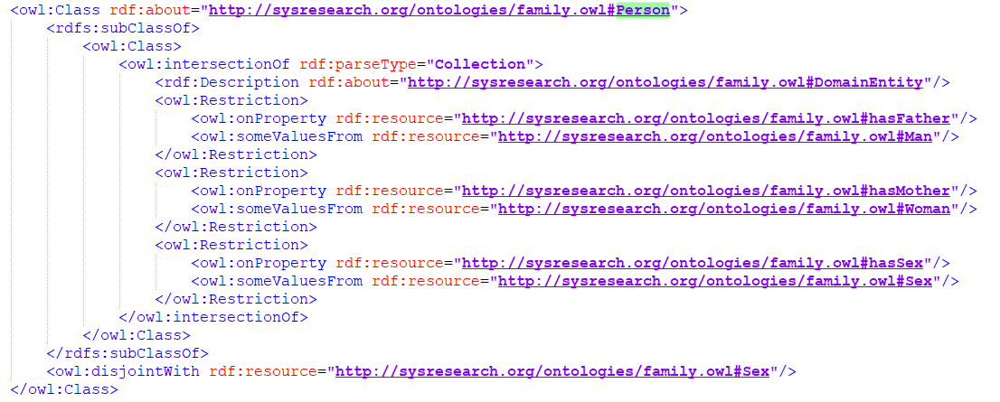 <owl:Class rdf:about="http://sysresearch.org/ontologies/family.owl#Person">
<rdfs:subClassOf>
<owl:Class>
<owl:intersectionOf rdf:parseType="Collection">
<rdf:Description rdf:about="http://sysresearch.org/ontologies/family.owl#DomainEntity"/>
<owl:Restriction>
<owl:onProperty rdf:resource="http://sysresearch.org/ontologies/family.owl#hasFather"/>
<owl:someValuesFrom rdf:resource="http://sysresearch.org/ontologies/family.owl#Man"/>
</owl:Restriction>
<owl:Restriction>
<owl:onProperty rdf:resource="http://sysresearch.org/ontologies/family.owl#hasMother"/>
<owl:someValuesFrom rdf:resource="http://sysresearch.org/ontologies/family.owl#Woman"/>
</owl:Restriction>
<owl:Restriction>
<owl:onProperty rdf:resource="http://sysresearch.org/ontologies/family.owl#hasSex"/>
<owl:someValuesFrom rdf:resource="http://sysresearch.org/ontologies/family.owl#Sex"/>
</owl:Restriction>
</owl:intersectionOf>
</owl:Class>
</rdfs:subClassOf>
<owl:disjointWith rdf:resource="http://sysresearch.org/ontologies/family.owl#Sex"/>
</owl:Class>